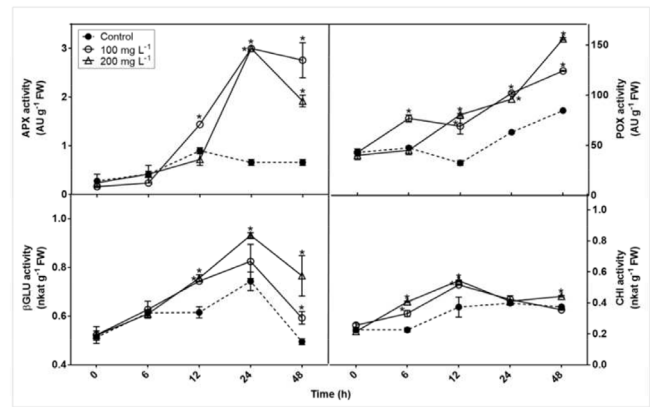 Control
100 mg L⁻¹
200 mg L⁻¹
APX activity
(AU g⁻¹ FW)
3
2
1
0
POX activity
(AU g⁻¹ FW)
150
100
50
0
βGLU activity
(nkat g⁻¹ FW)
1.0
0.8
0.6
0.4
CHI activity
(nkat g⁻¹ FW)
1.0
0.8
0.6
0.4
0.2
0.0
0 6 12 24 48 0 6 12 24 48
Time (h)